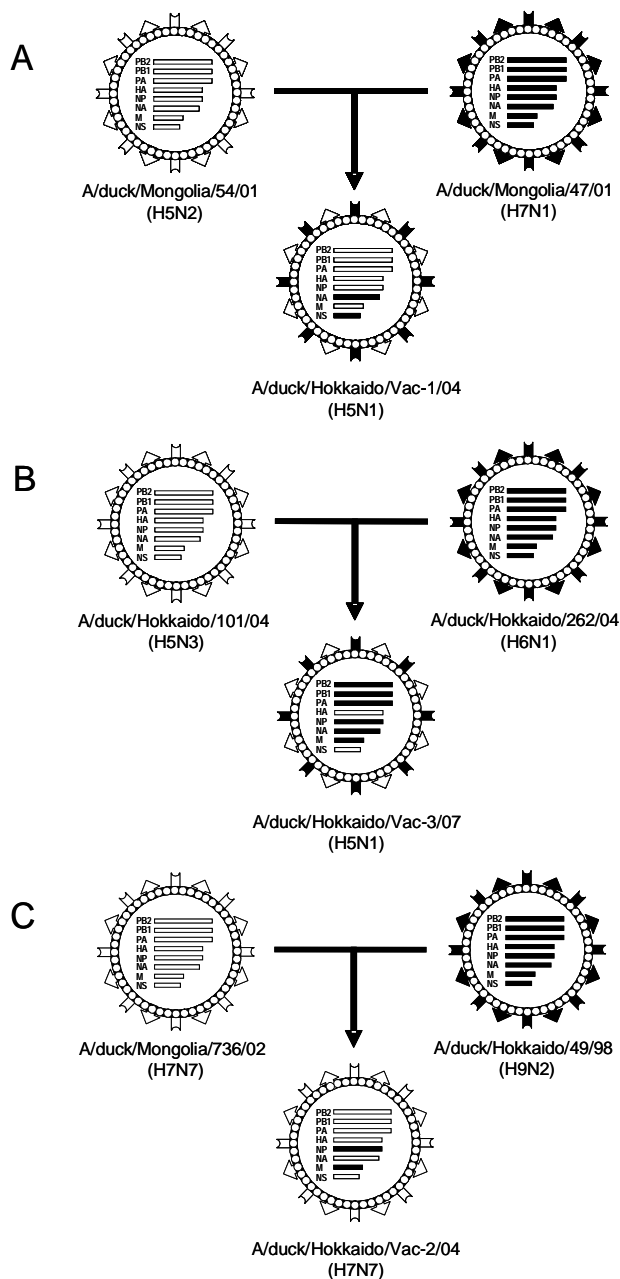 A
PB2
PB1
PA
HA
NP
NA
M
NS
A/duck/Mongolia/54/01
(H5N2)
PB2
PB1
PA
HA
NP
NA
M
NS
A/duck/Mongolia/47/01
(H7N1)
PB2
PB1
PA
HA
NP
NA
M
NS
A/duck/Hokkaido/Vac-1/04
(H5N1)
B
PB2
PB1
PA
HA
NP
NA
M
NS
A/duck/Hokkaido/101/04
(H5N3)
PB2
PB1
PA
HA
NP
NA
M
NS
A/duck/Hokkaido/262/04
(H6N1)
PB2
PB1
PA
HA
NP
NA
M
NS
A/duck/Hokkaido/Vac-3/07
(H5N1)
C
PB2
PB1
PA
HA
NP
NA
M
NS
A/duck/Mongolia/736/02
(H7N7)
PB2
PB1
PA
HA
NP
NA
M
NS
A/duck/Hokkaido/49/98
(H9N2)
PB2
PB1
PA
HA
NP
NA
M
NS
A/duck/Hokkaido/Vac-2/04
(H7N7)